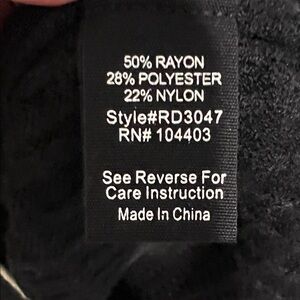 50% RAYON
28% POLYESTER
22% NYLON
Style#RD3047
RN# 104403
See Reverse For
Care Instruction
Made In China